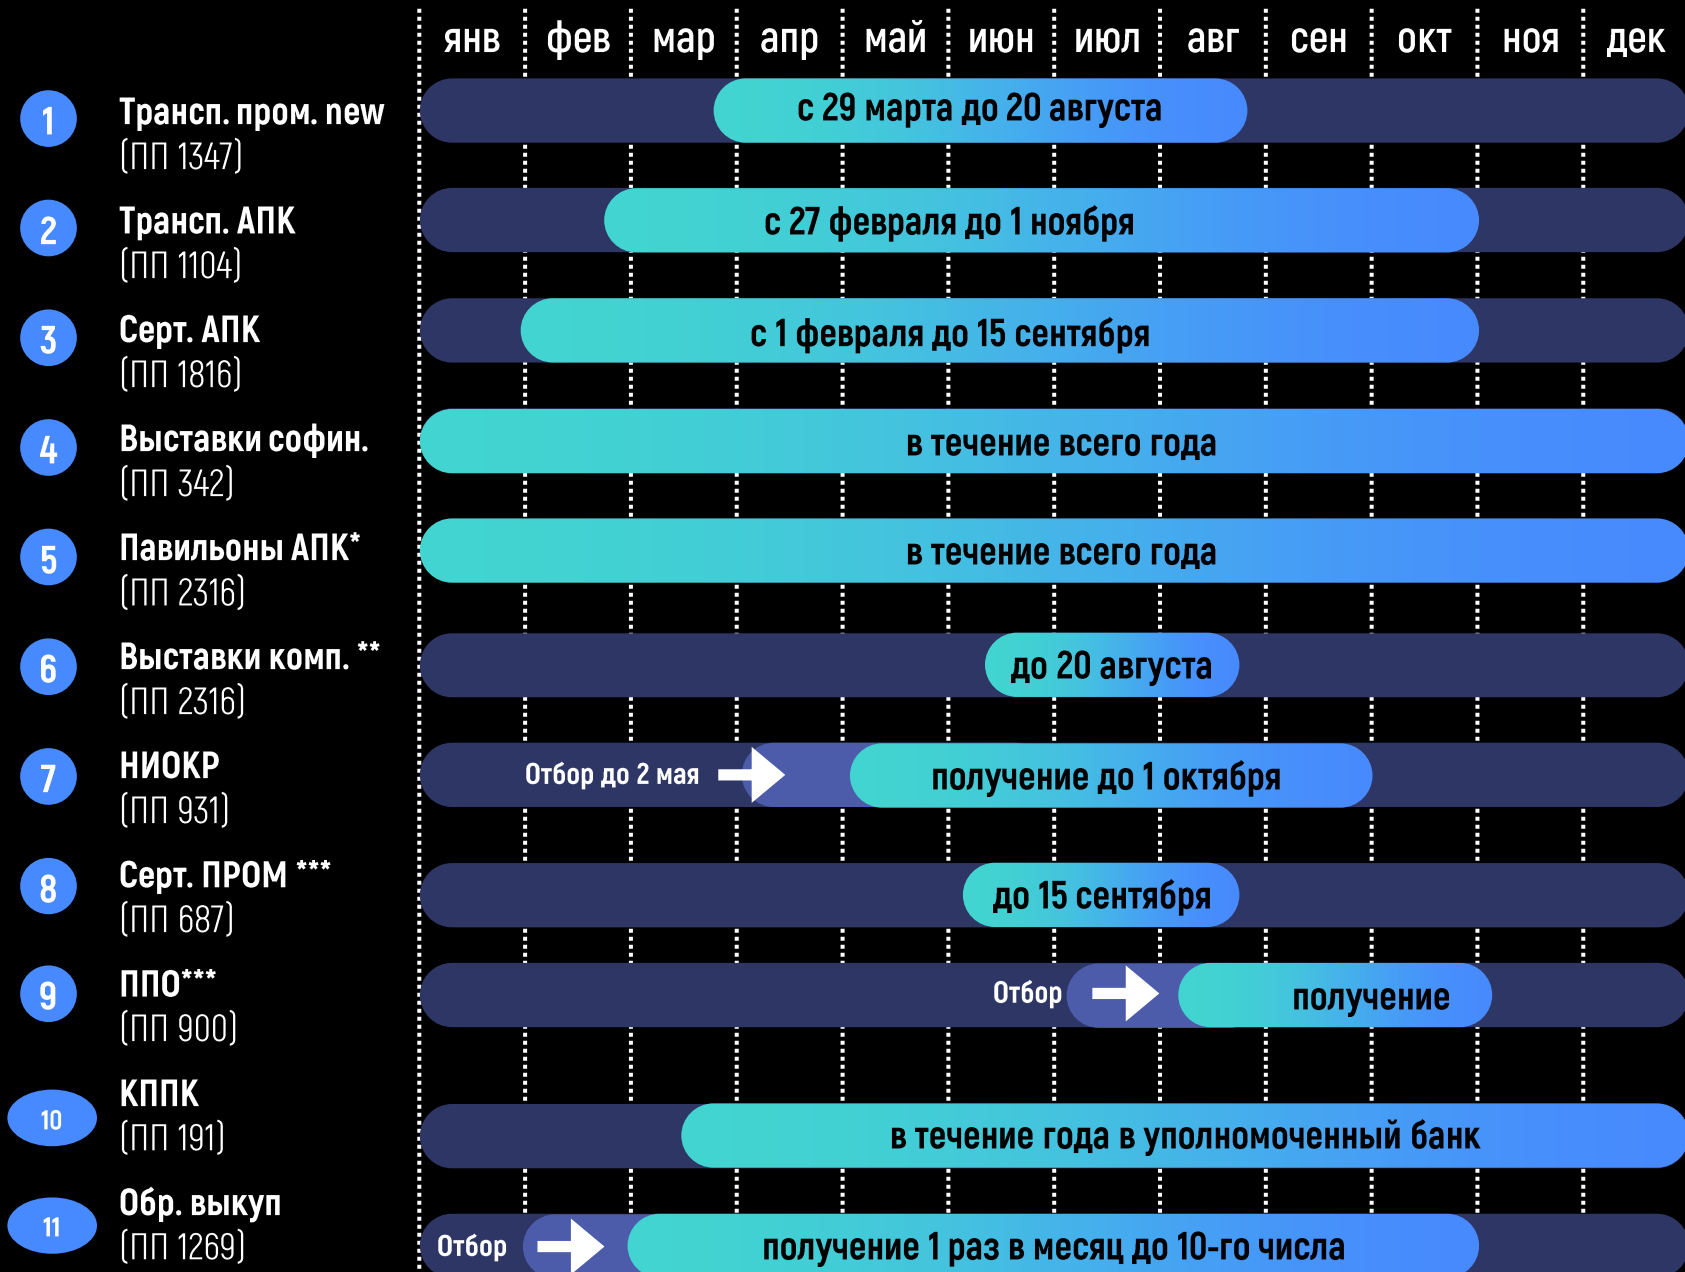 янв фев мар апр май июн июл авг сен окт ноя дек
1 Трансп. пром. new с 29 марта до 20 августа
(ПП 1347)
2 Трансп. АПК с 27 февраля до 1 ноября
(ПП 1104)
3 Серт. АПК с 1 февраля до 15 сентября
(ПП 1816)
4 Выставки софин. в течение всего года
(ПП 342)
5 Павильоны АПК* в течение всего года
(ПП 2316)
6 Выставки комп. ** до 20 августа
(ПП 2316)
7 НИОКР Отбор до 2 мая получение до 1 октября
(ПП 931)
8 Серт. ПРОМ *** до 15 сентября
(ПП 687)
9 ППО*** Отбор получение
(ПП 900)
10 КППК в течение года в уполномоченный банк
(ПП 191)
11 Обр. выкуп Отбор получение 1 раз в месяц до 10-го числа
(ПП 1269)